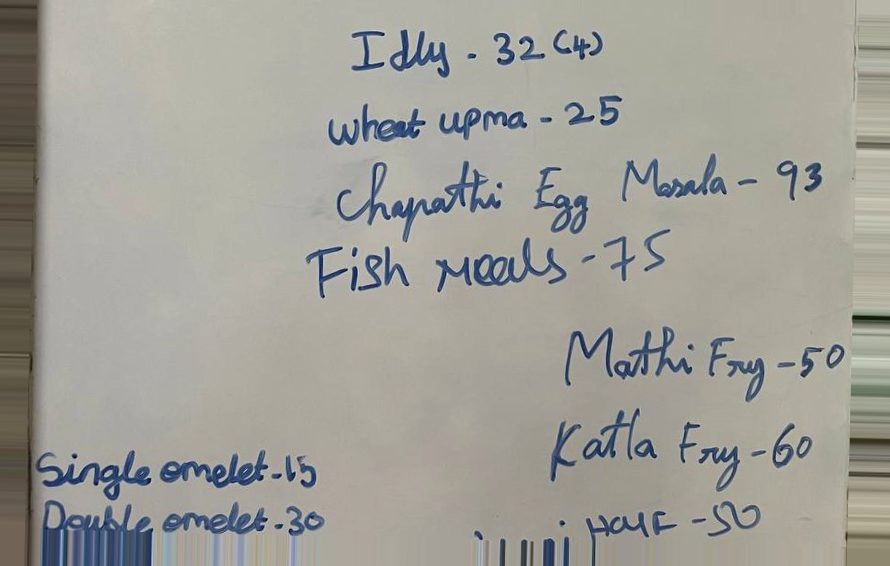 Idly - 32 (4)
wheat upma - 25
Chapathi Egg Masala - 93
Fish meals - 75
Mathi Fry - 50
Katla Fry - 60
Single omelet - 15
Double omelet - 30
HALF - 50